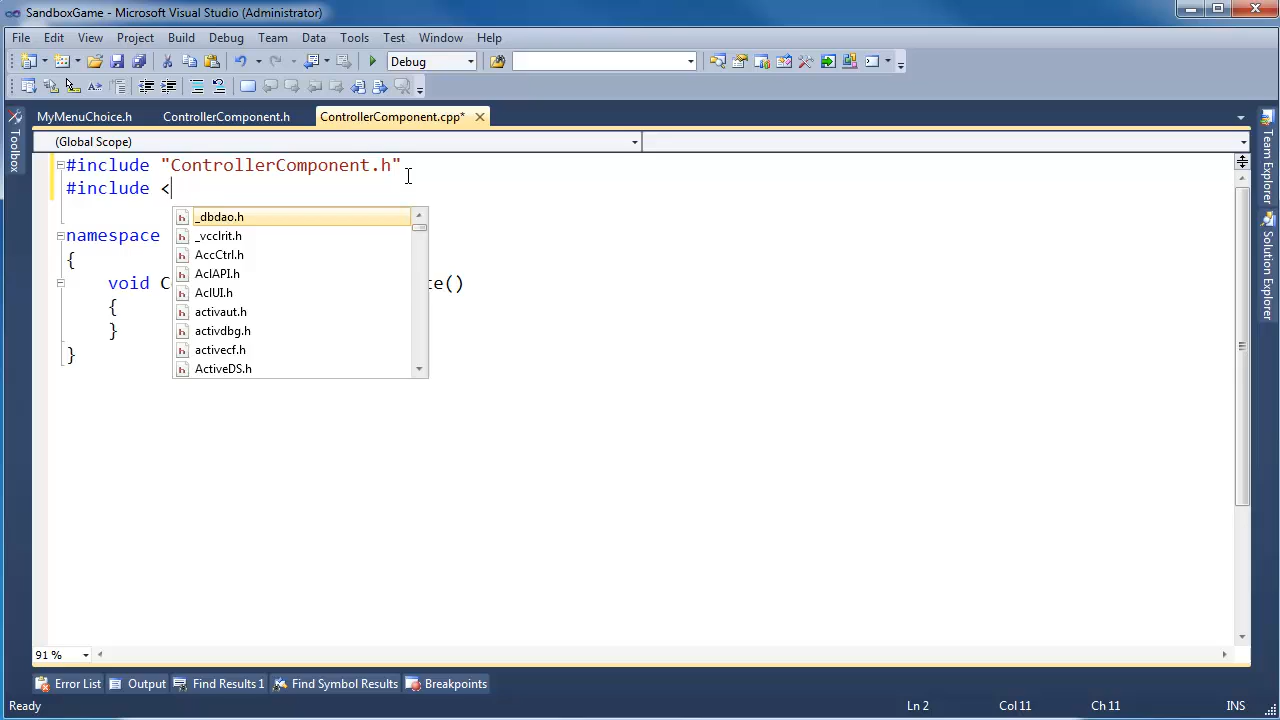 SandboxGame - Microsoft Visual Studio (Administrator)
File Edit View Project Build Debug Team Data Tools Test Window Help
Debug
MyMenuChoice.h ControllerComponent.h ControllerComponent.cpp*
Toolbox
(Global Scope)
#include "ControllerComponent.h"
#include <
_dbdao.h
_vcclrit.h
AccCtrl.h
AclAPI.h
AclUI.h
activaut.h
activdbg.h
activecf.h
ActiveDS.h
namespace
{
void C te()
{
}
}
Team Explorer
Solution Explorer
91 %
Error List Output Find Results 1 Find Symbol Results Breakpoints
Ready Ln 2 Col 11 Ch 11 INS